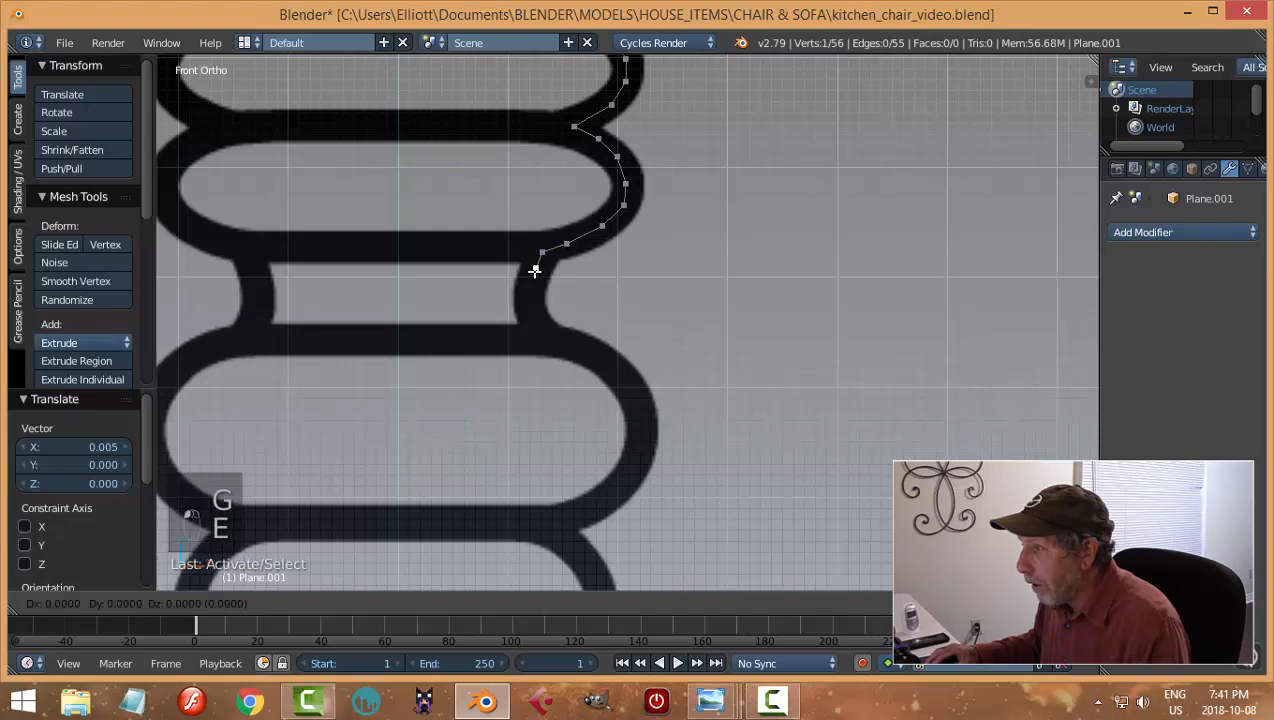 Blender* [C:\Users\Elliott\Documents\BLENDER\MODELS\HOUSE_ITEMS\CHAIR & SOFA\kitchen_chair_video.blend]
File Render Window Help Default Scene Cycles Render v2.79 | Verts:1/56 | Edges:0/55 | Faces:0/0 | Tris:0 | Mem:56.68M | Plane.001
Tools
Create
Shading / UVs
Options
Grease Pencil
Transform
Translate
Rotate
Scale
Shrink/Fatten
Push/Pull
Mesh Tools
Deform:
Slide Ed Vertex
Noise
Smooth Vertex
Randomize
Add:
Extrude
Extrude Region
Extrude Individual
Translate
Vector
X: 0.005
Y: 0.000
Z: 0.000
Constraint Axis
X
Y
Z
Orientation
Front Ortho
G
E
Last: Activate/Select
(1) Plane.001
Dx: 0.0000 Dy: 0.0000 Dz: 0.0000 (0.0000)
View Search All S
Scene
RenderLay
World
Plane.001
Add Modifier
-40 -20 0 20 40 60 80 100 120 140 160 180 200
View Marker Frame Playback Start: 1 End: 250 1 No Sync
ENG
US
7:41 PM
2018-10-08